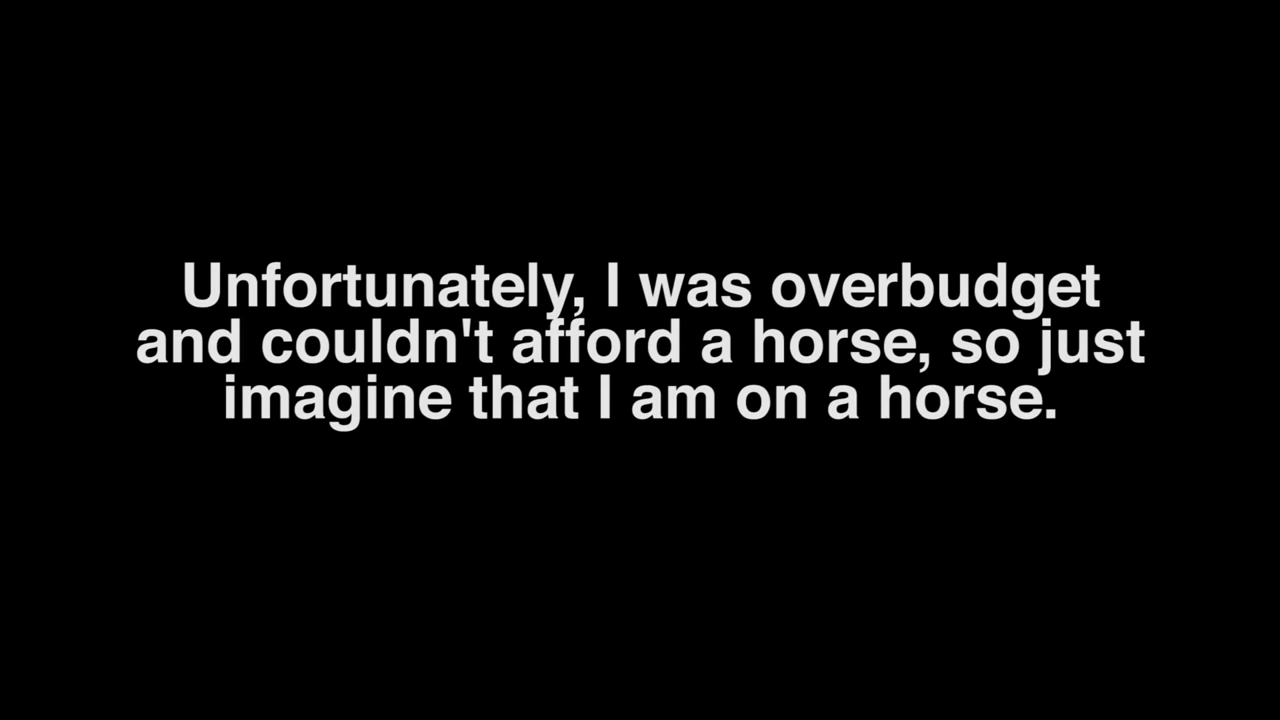 Unfortunately, I was overbudget
and couldn't afford a horse, so just
imagine that I am on a horse.